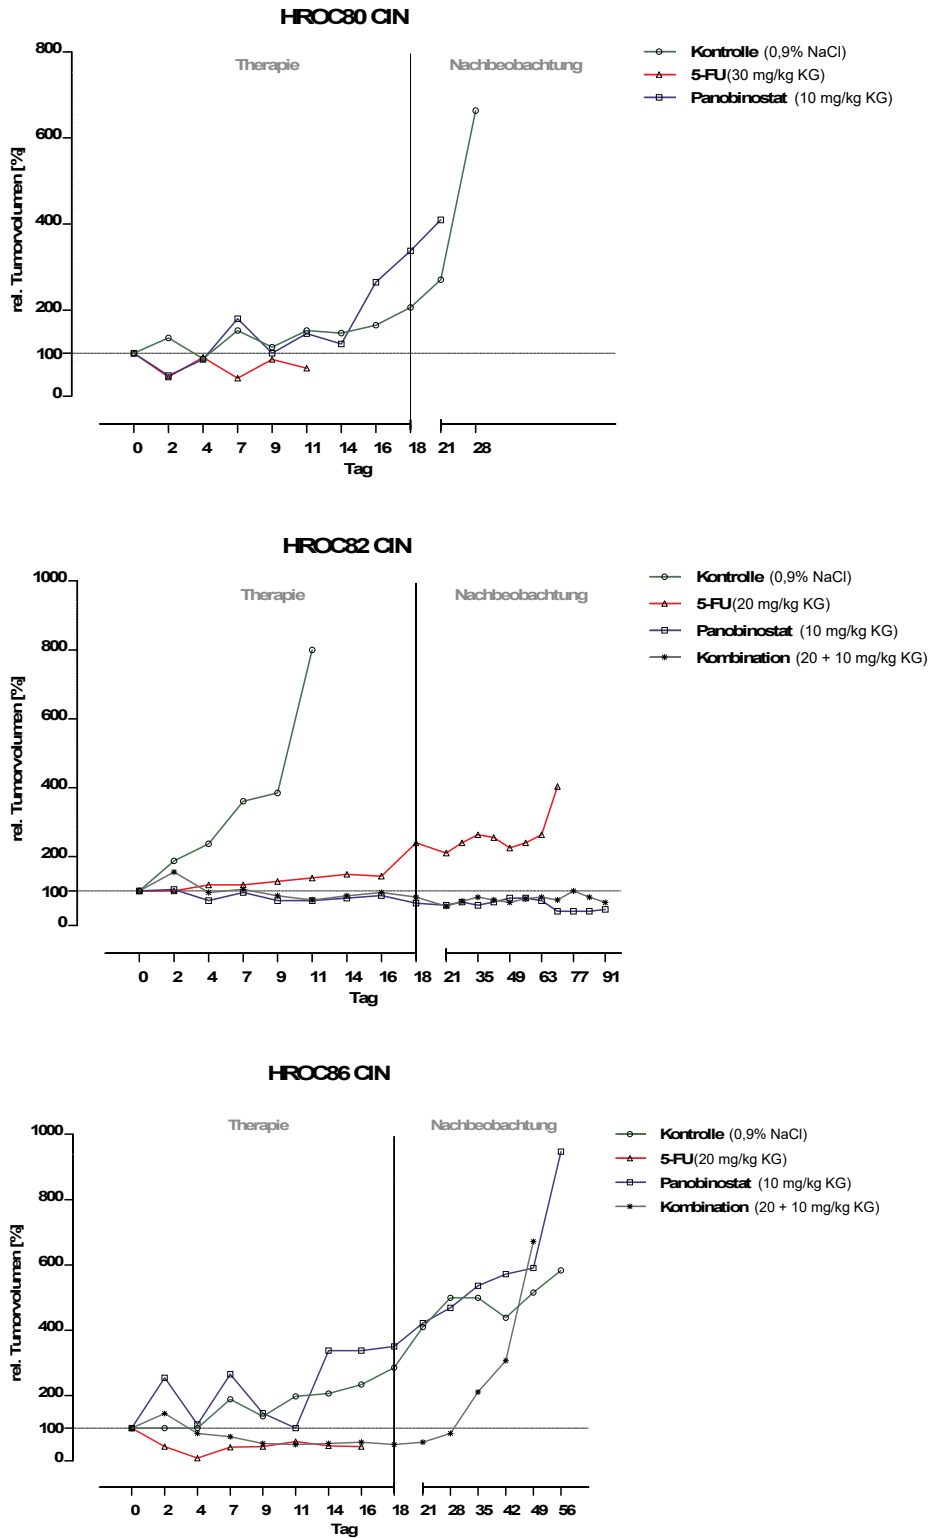 HROC80 CIN
800
600
400
200
100
0
rel. Tumorvolumen [%]
Therapie
Nachbeobachtung
Kontrolle (0,9% NaCl)
5-FU(30 mg/kg KG)
Panobinostat (10 mg/kg KG)
0 2 4 7 9 11 14 16 18 21 28
Tag
HROC82 CIN
1000
800
600
400
200
100
0
rel. Tumorvolumen [%]
Therapie
Nachbeobachtung
Kontrolle (0,9% NaCl)
5-FU(20 mg/kg KG)
Panobinostat (10 mg/kg KG)
Kombination (20 + 10 mg/kg KG)
0 2 4 7 9 11 14 16 18 21 35 49 63 77 91
Tag
HROC86 CIN
1000
800
600
400
200
100
0
rel. Tumorvolumen [%]
Therapie
Nachbeobachtung
Kontrolle (0,9% NaCl)
5-FU(20 mg/kg KG)
Panobinostat (10 mg/kg KG)
Kombination (20 + 10 mg/kg KG)
0 2 4 7 9 11 14 16 18 21 28 35 42 49 56
Tag